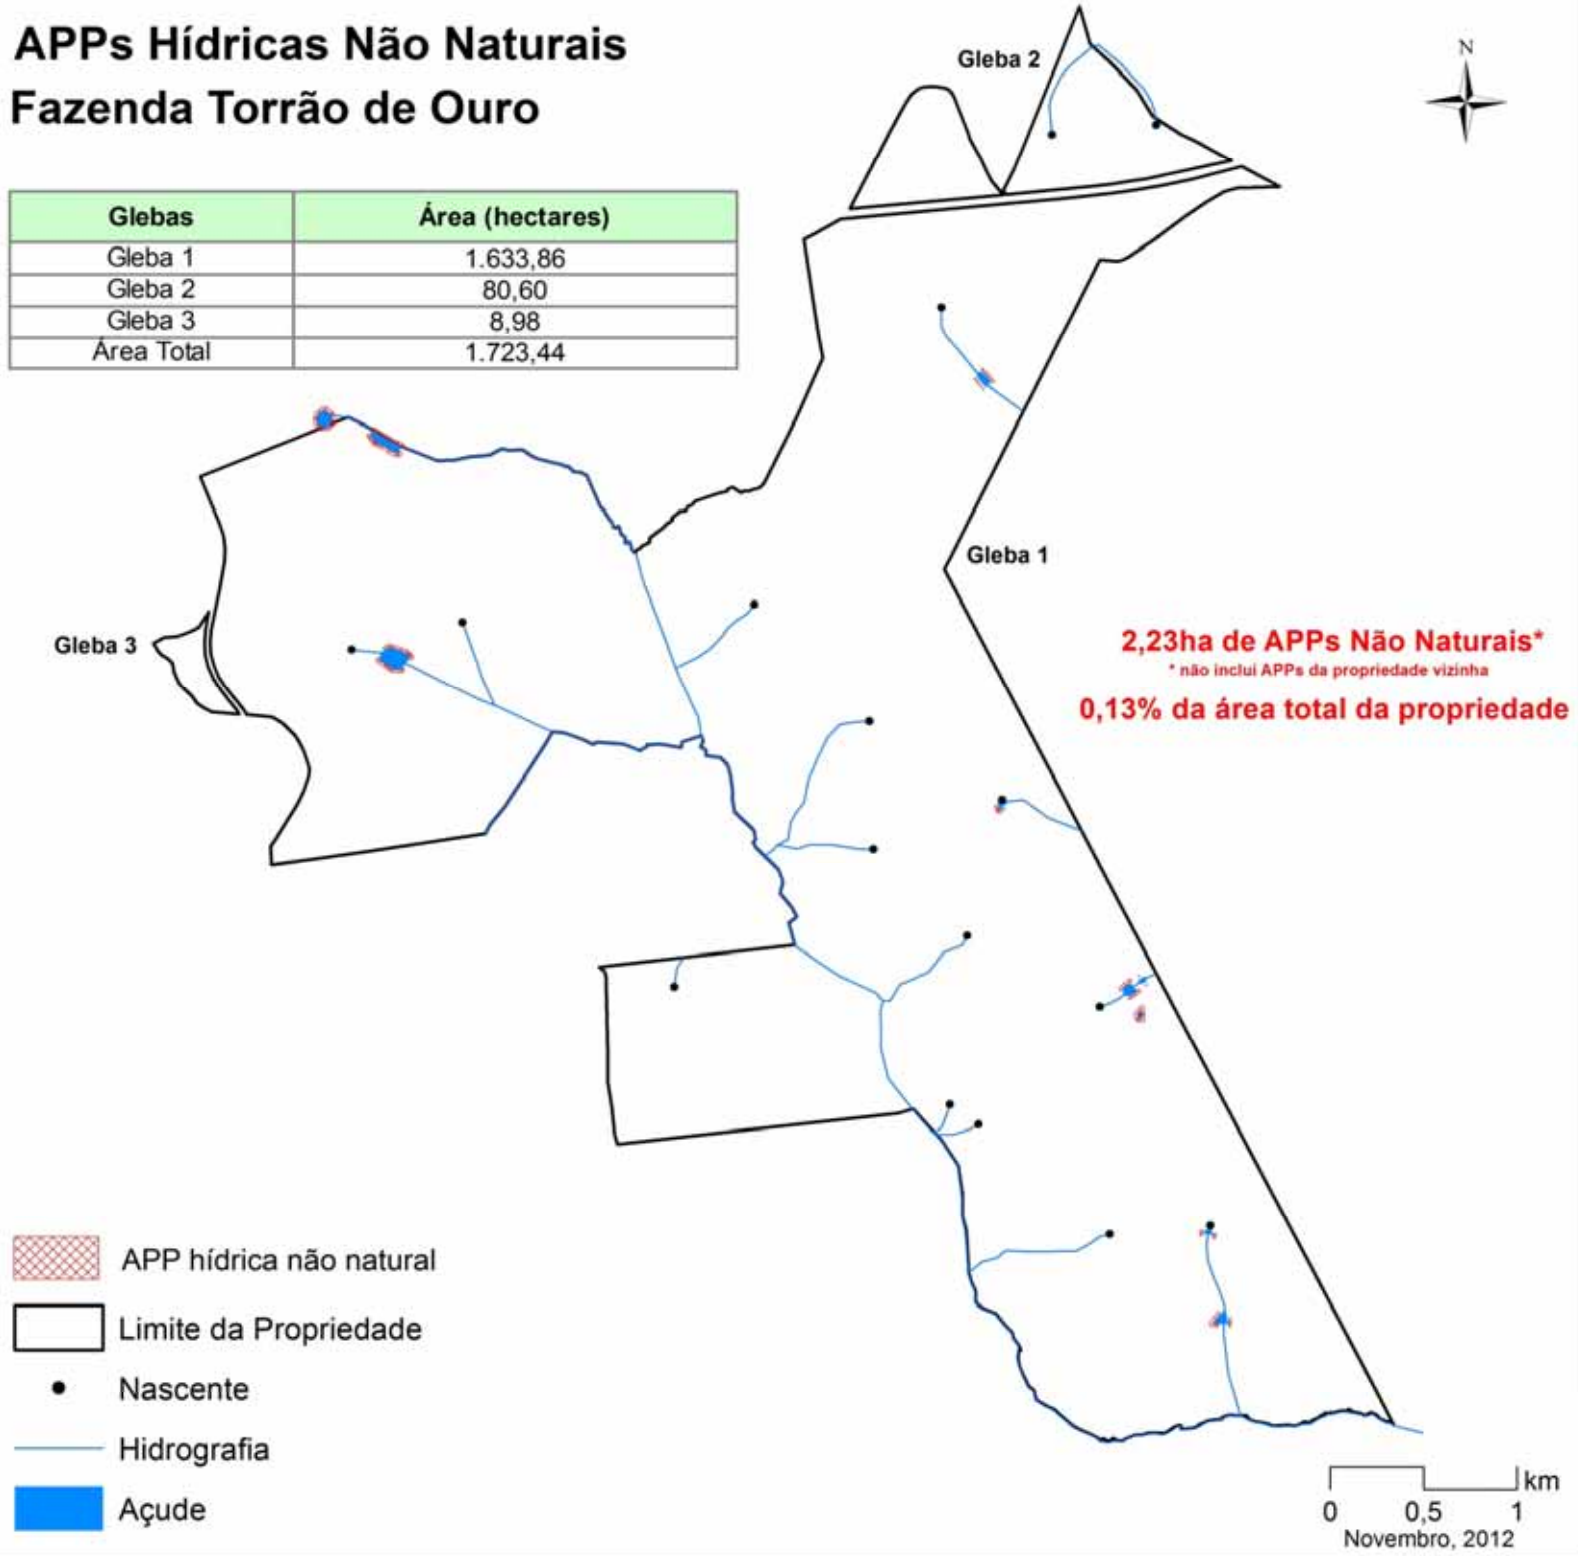 APPs Hídricas Não Naturais
Fazenda Torrão de Ouro
Glebas Área (hectares)
Gleba 1 1.633,86
Gleba 2 80,60
Gleba 3 8,98
Área Total 1.723,44
Gleba 2
N
Gleba 1
Gleba 3
2,23ha de APPs Não Naturais*
* não inclui APPs da propriedade vizinha
0,13% da área total da propriedade
APP hídrica não natural
Limite da Propriedade
Nascente
Hidrografia
Açude
km
0 0,5 1
Novembro, 2012